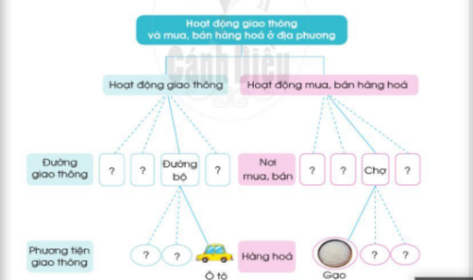 Hoạt động giao thông
và mua, bán hàng hoá ở địa phương
Cánh Diều
Hoạt động giao thông
Hoạt động mua, bán hàng hoá
Đường
giao thông
?
?
Đường
bộ
?
Nơi
mua, bán
?
?
Chợ
?
Phương tiện
giao thông
?
?
Ô tô
Hàng hoá
Gạo
?
?